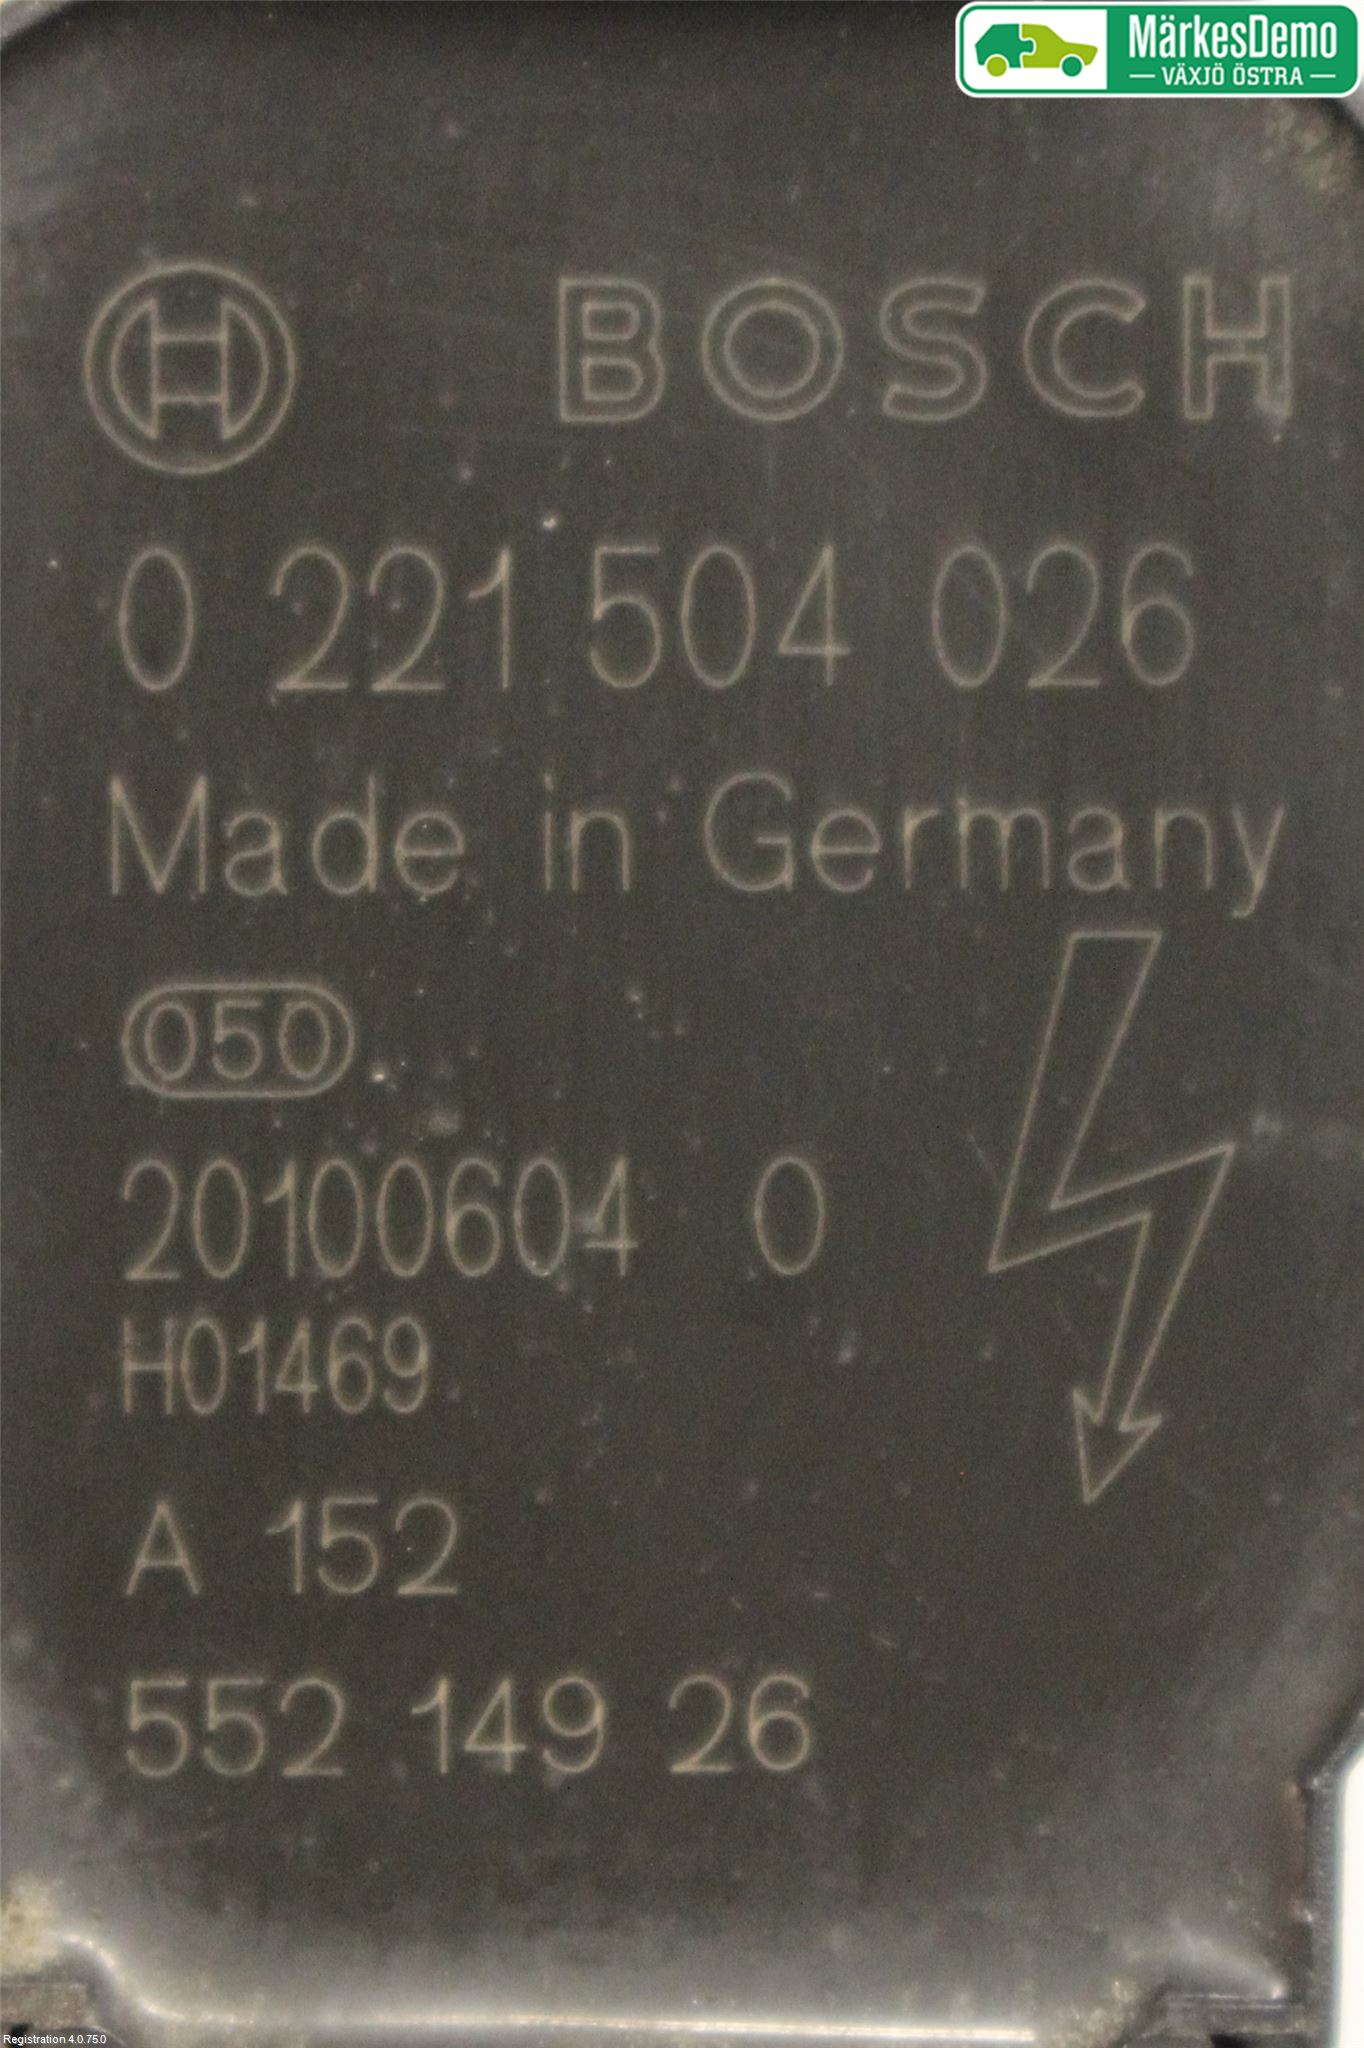 MärkesDemo
VÄXJÖ ÖSTRA
BOSCH
0 221 504 026
Made in Germany
050
20100604 0
H01469
A 152
552 149 26
Registration 4.0.75.0